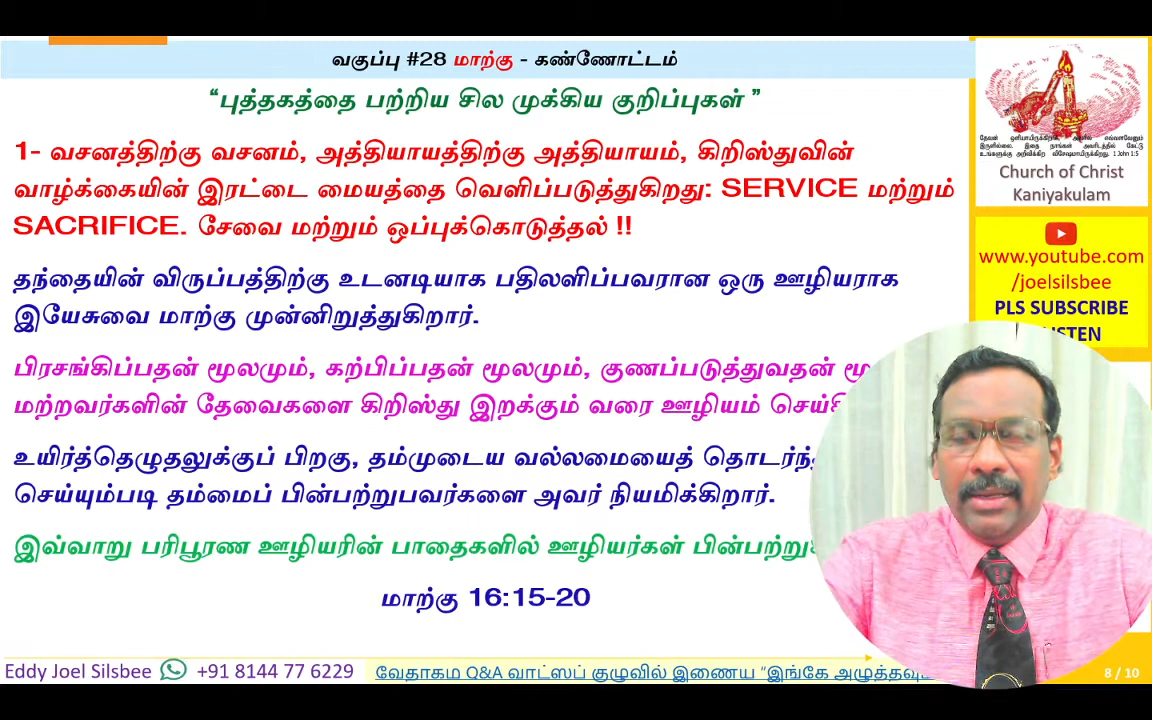 வகுப்பு #28 மாற்கு - கண்ணோட்டம்
“புத்தகத்தை பற்றிய சில முக்கிய குறிப்புகள் ”
1- வசனத்திற்கு வசனம், அத்தியாயத்திற்கு அத்தியாயம், கிறிஸ்துவின்
வாழ்க்கையின் இரட்டை மையத்தை வெளிப்படுத்துகிறது: SERVICE மற்றும்
SACRIFICE. சேவை மற்றும் ஒப்புக்கொடுத்தல் !!
தந்தையின் விருப்பத்திற்கு உடனடியாக பதிலளிப்பவரான ஒரு ஊழியராக
இயேசுவை மாற்கு முன்னிறுத்துகிறார்.
பிரசங்கிப்பதன் மூலமும், கற்பிப்பதன் மூலமும், குணப்படுத்துவதன்
மற்றவர்களின் தேவைகளை கிறிஸ்து இறக்கும் வரை ஊழியம்
உயிர்த்தெழுதலுக்குப் பிறகு, தம்முடைய வல்லமையைத்
செய்யும்படி தம்மைப் பின்பற்றுபவர்களை அவர் நியமிக்கிறார்.
இவ்வாறு பரிபூரண ஊழியரின் பாதைகளில் ஊழியர்கள்
மாற்கு 16:15-20
Church of Christ
Kaniyakulam
www.youtube.com
/joelsilsbee
PLS SUBSCRIBE
Eddy Joel Silsbee +91 8144 77 6229 வேதாகம Q&A வாட்ஸப் குழுவில் இணைய “இங்கே
8 / 10